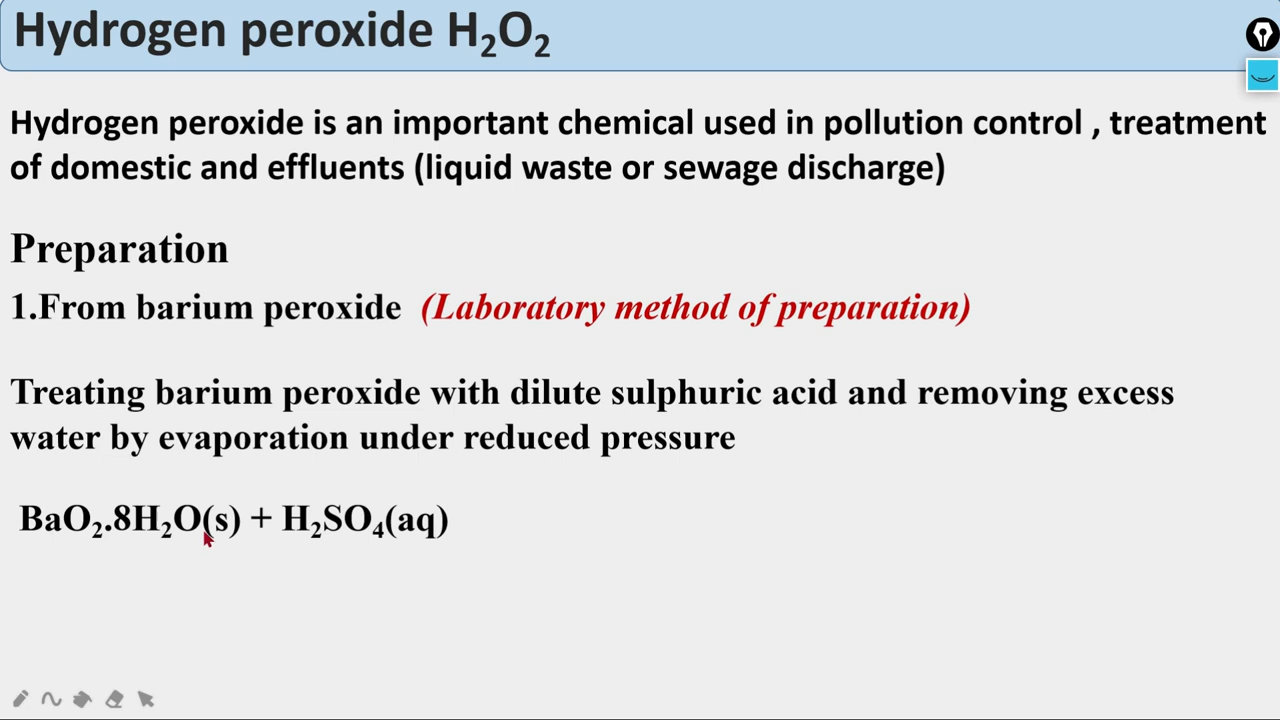 Hydrogen peroxide H₂O₂
Hydrogen peroxide is an important chemical used in pollution control , treatment
of domestic and effluents (liquid waste or sewage discharge)
Preparation
1.From barium peroxide (Laboratory method of preparation)
Treating barium peroxide with dilute sulphuric acid and removing excess
water by evaporation under reduced pressure
BaO₂.8H₂O(s) + H₂SO₄(aq)